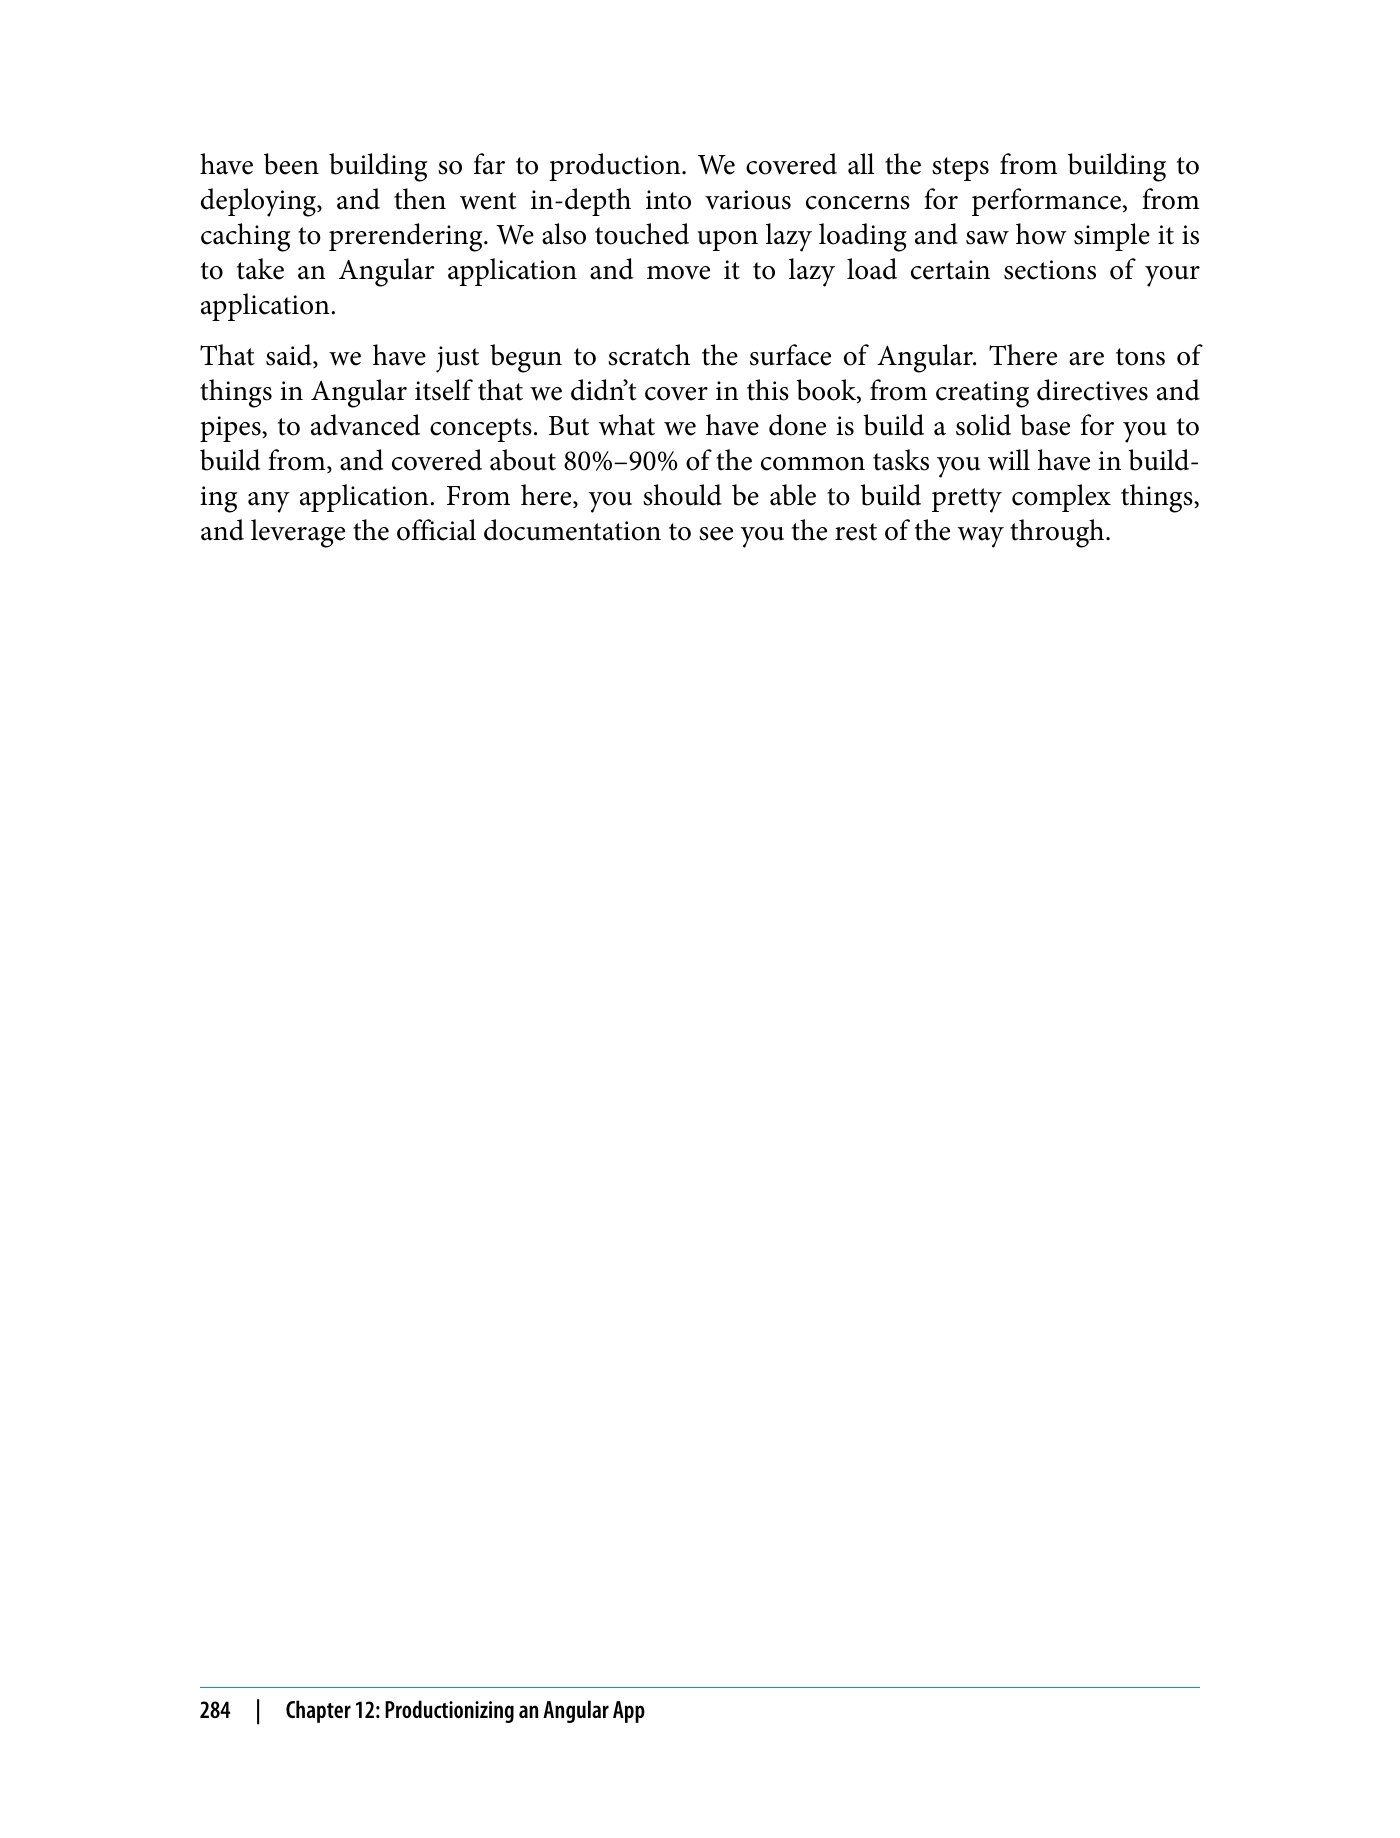 have been building so far to production. We covered all the steps from building to
deploying, and then went in-depth into various concerns for performance, from
caching to prerendering. We also touched upon lazy loading and saw how simple it is
to take an Angular application and move it to lazy load certain sections of your
application.
That said, we have just begun to scratch the surface of Angular. There are tons of
things in Angular itself that we didn’t cover in this book, from creating directives and
pipes, to advanced concepts. But what we have done is build a solid base for you to
build from, and covered about 80%–90% of the common tasks you will have in build-
ing any application. From here, you should be able to build pretty complex things,
and leverage the official documentation to see you the rest of the way through.
284 | Chapter 12: Productionizing an Angular App